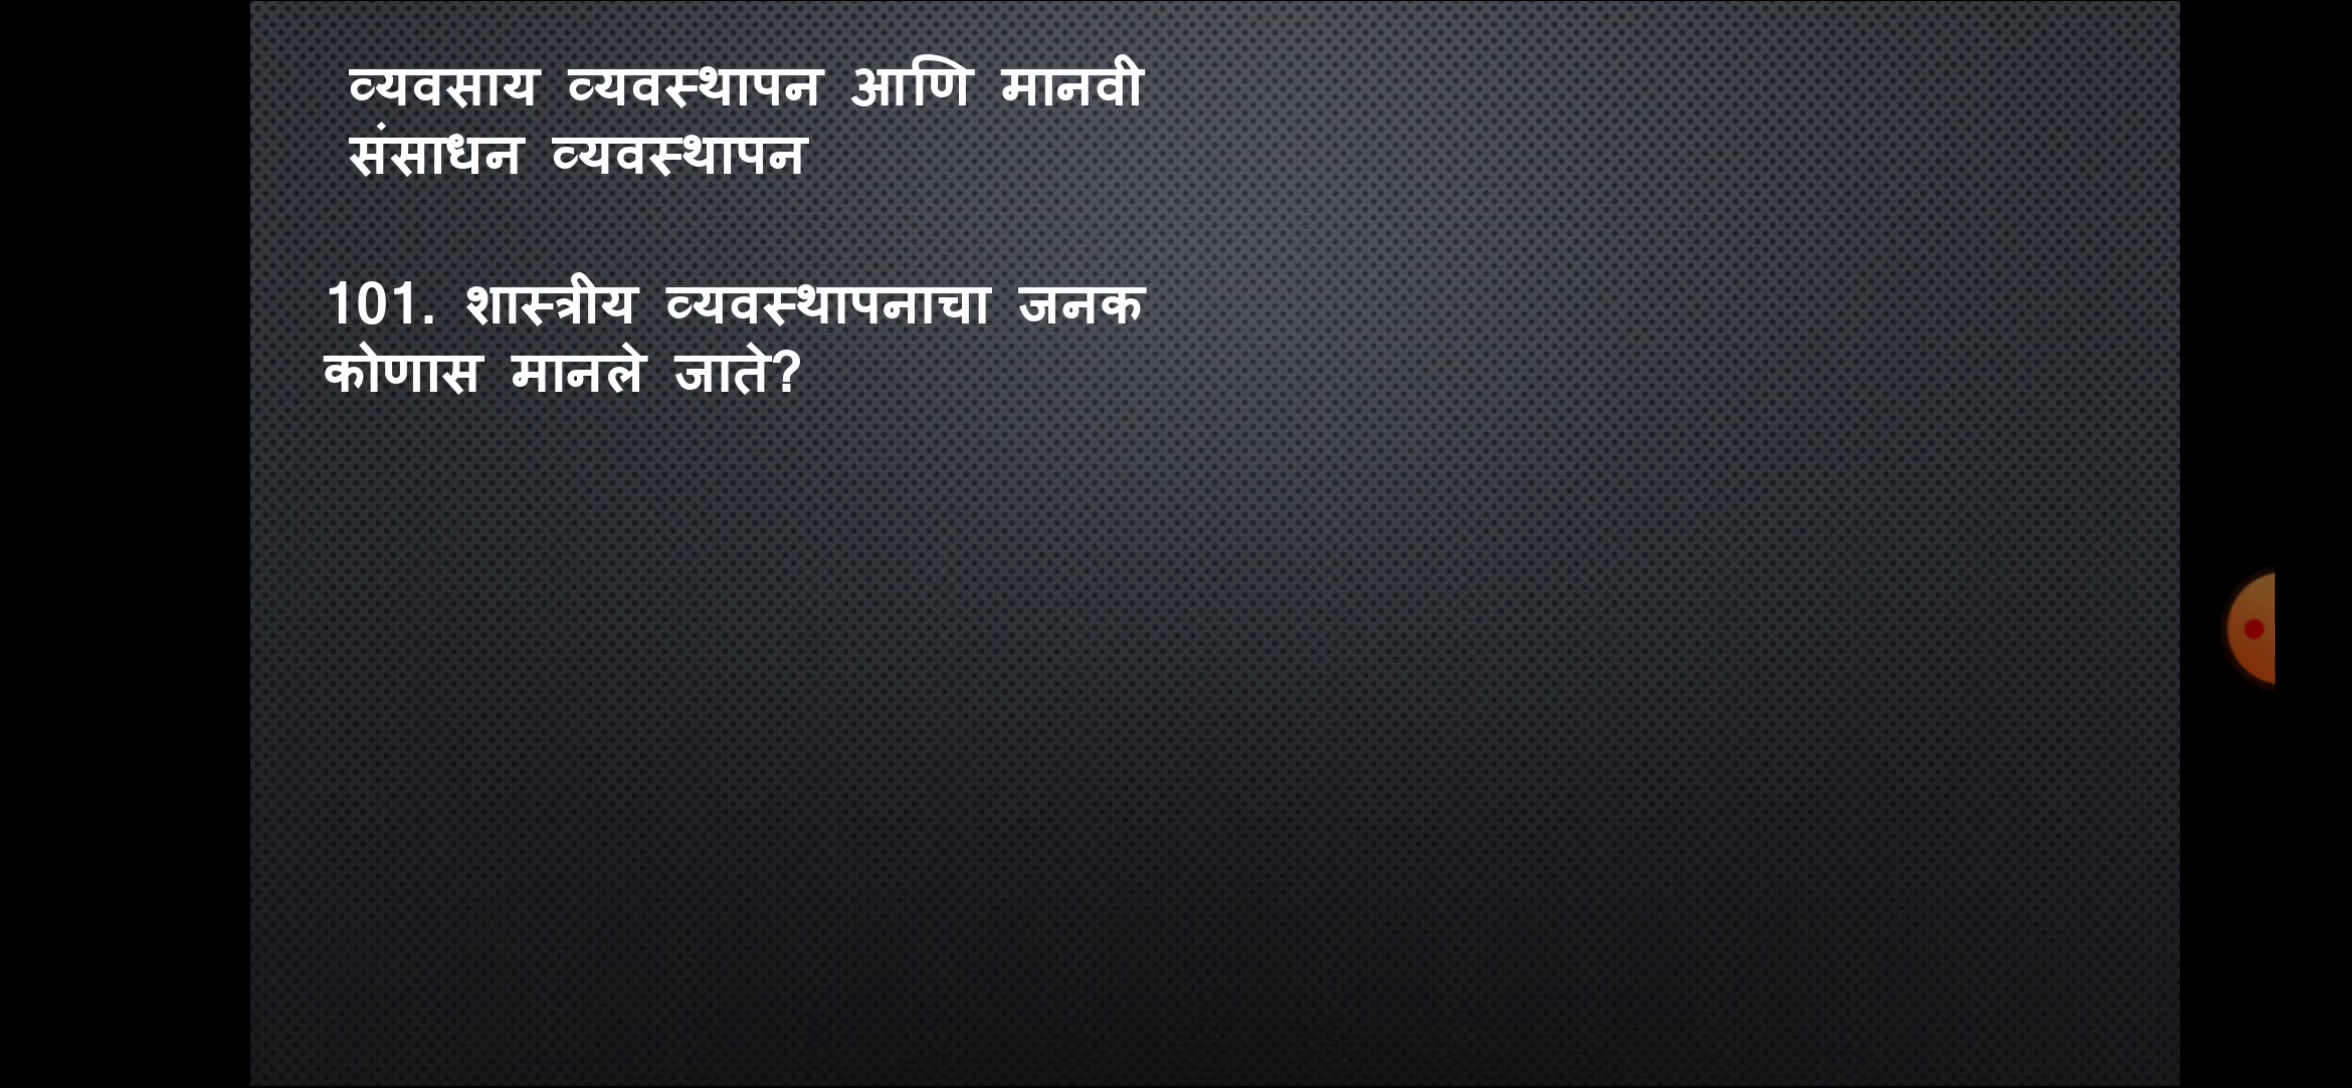 व्यवसाय व्यवस्थापन आणि मानवी
संसाधन व्यवस्थापन
101. शास्त्रीय व्यवस्थापनाचा जनक
कोणास मानले जाते?